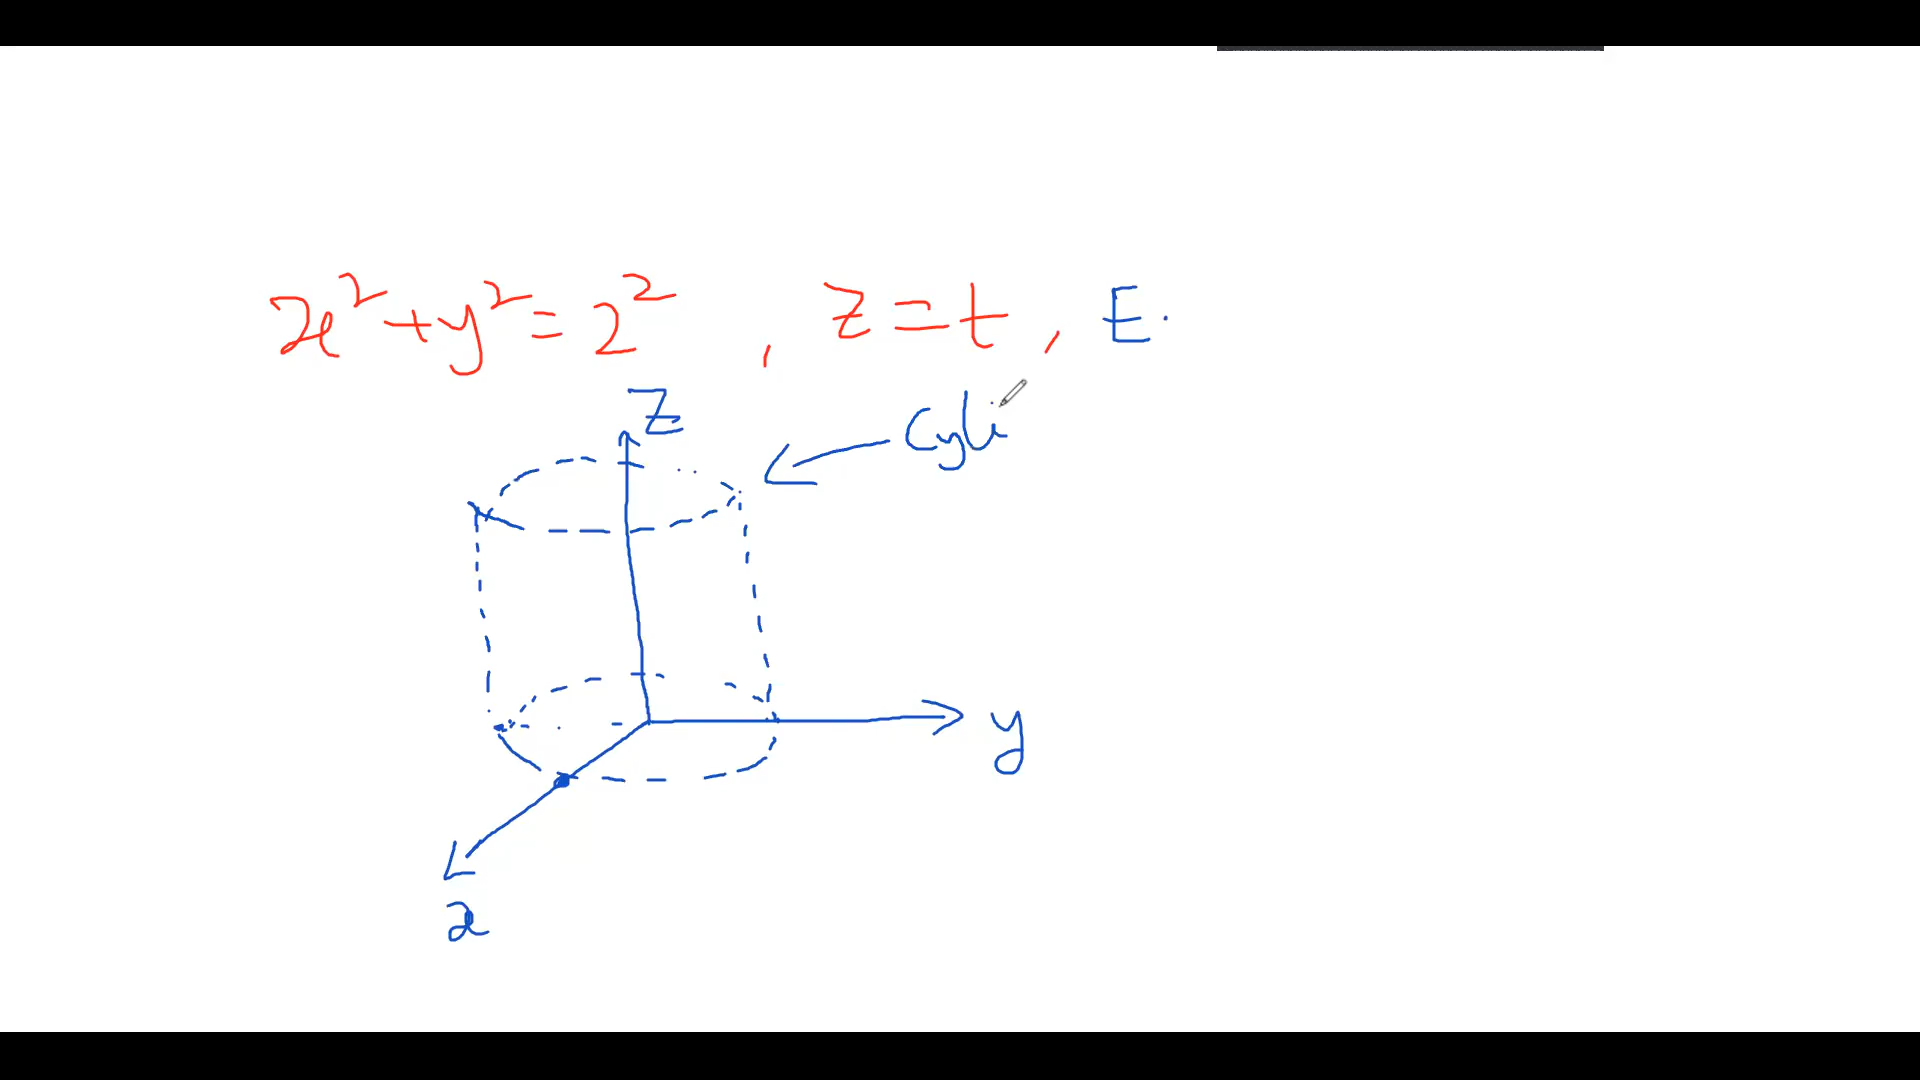 x² + y² = 2² , z = t , E.
Z
Cyli
y
x